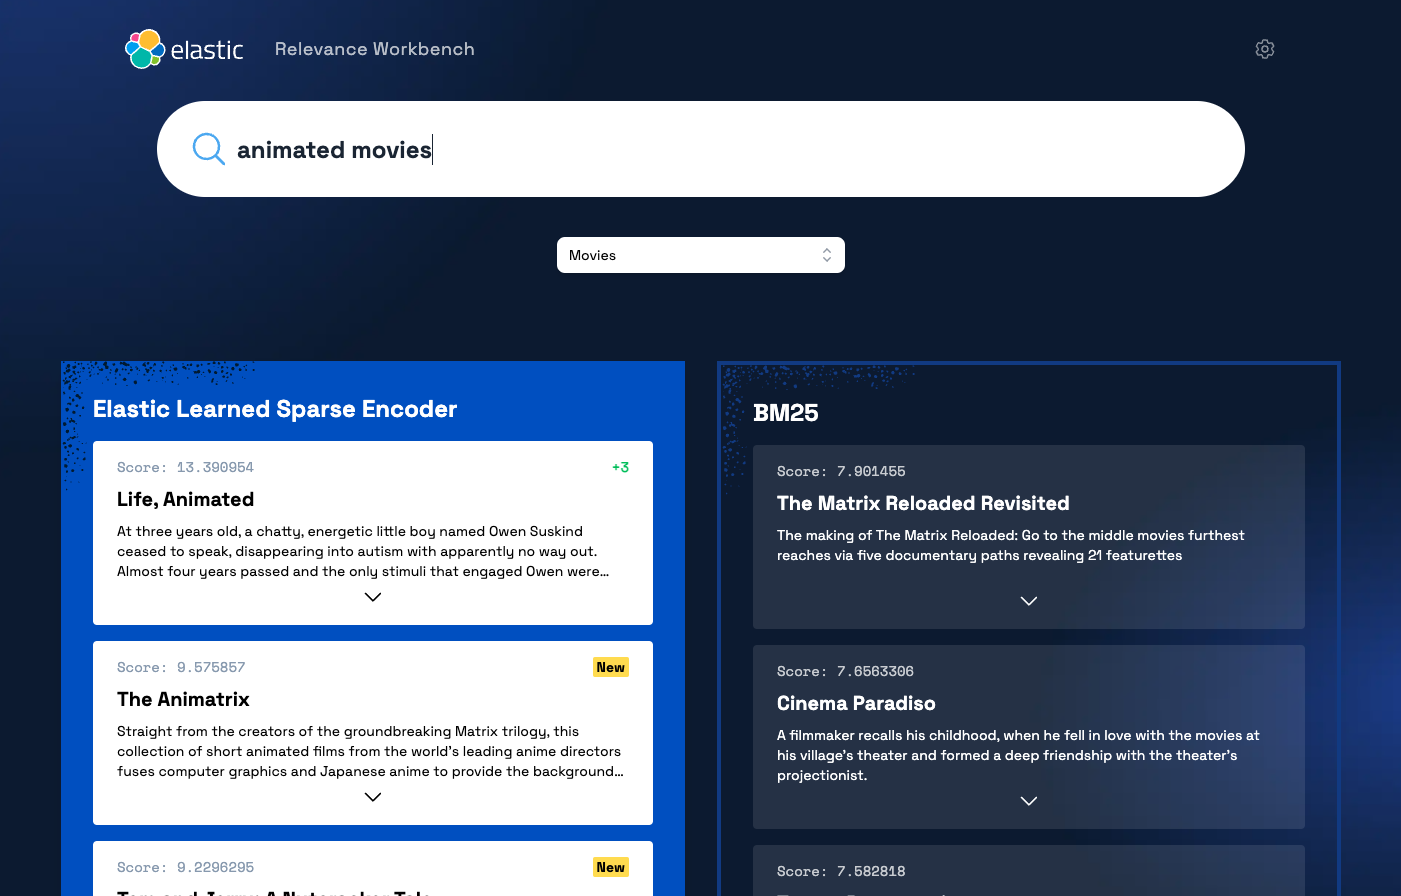 elastic Relevance Workbench
animated movies
Movies
Elastic Learned Sparse Encoder
Score: 13.390954 +3
Life, Animated
At three years old, a chatty, energetic little boy named Owen Suskind
ceased to speak, disappearing into autism with apparently no way out.
Almost four years passed and the only stimuli that engaged Owen were...
Score: 9.575857 New
The Animatrix
Straight from the creators of the groundbreaking Matrix trilogy, this
collection of short animated films from the world's leading anime directors
fuses computer graphics and Japanese anime to provide the background...
Score: 9.2296295 New
BM25
Score: 7.901455
The Matrix Reloaded Revisited
The making of The Matrix Reloaded: Go to the middle movies furthest
reaches via five documentary paths revealing 21 featurettes
Score: 7.6563306
Cinema Paradiso
A filmmaker recalls his childhood, when he fell in love with the movies at
his village's theater and formed a deep friendship with the theater's
projectionist.
Score: 7.582818